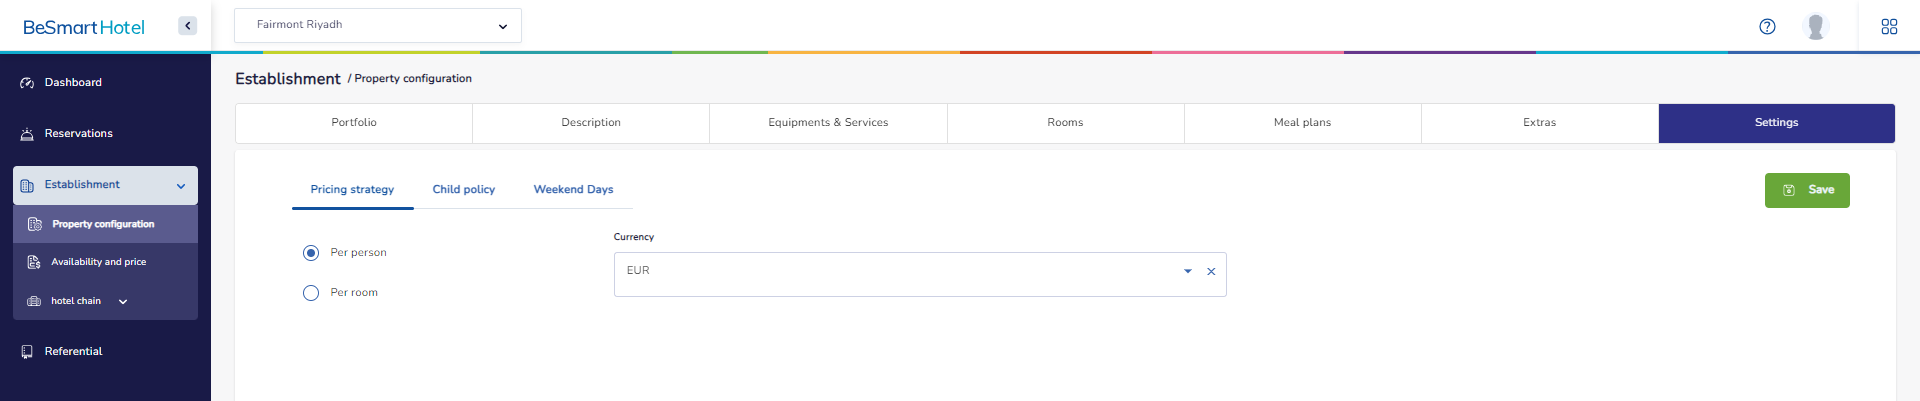 BeSmartHotel
Fairmont Riyadh
Dashboard
Reservations
Establishment
Property configuration
Availability and price
hotel chain
Referential
Establishment / Property configuration
Portfolio
Description
Equipments & Services
Rooms
Meal plans
Extras
Settings
Pricing strategy
Child policy
Weekend Days
Save
Per person
Per room
Currency
EUR